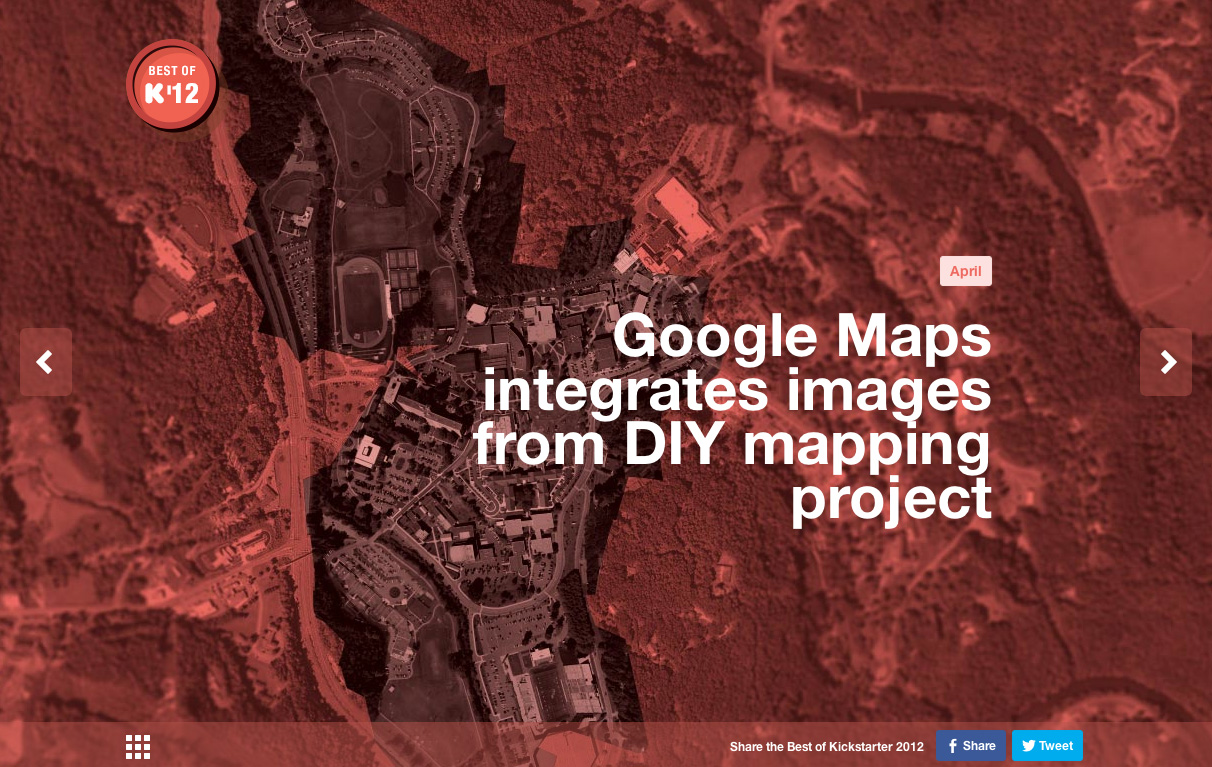 BEST OF
K'12
April
Google Maps
integrates images
from DIY mapping
project
Share the Best of Kickstarter 2012
Share
Tweet